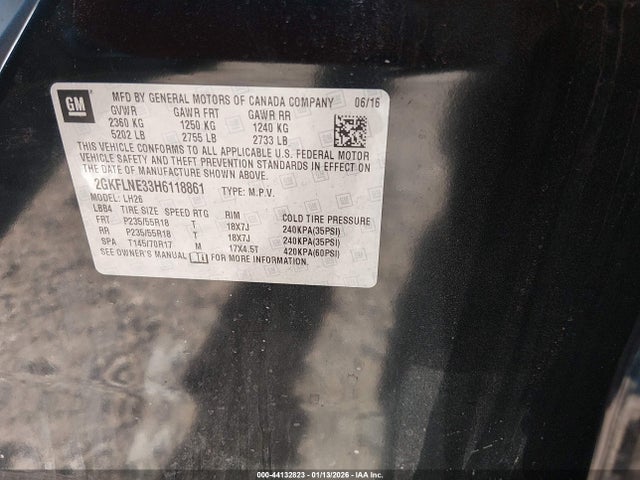 GM
MFD BY GENERAL MOTORS OF CANADA COMPANY 06/16
GVWR GAWR FRT GAWR RR
2360 KG 1250 KG 1240 KG
5202 LB 2755 LB 2733 LB
THIS VEHICLE CONFORMS TO ALL APPLICABLE U.S. FEDERAL MOTOR
VEHICLE SAFETY AND THEFT PREVENTION STANDARDS IN EFFECT ON
THE DATE OF MANUFACTURE SHOWN ABOVE.
2GKFLNE33H6118861 TYPE: M.P.V.
MODEL: LH26
LBB4 TIRE SIZE SPEED RTG RIM COLD TIRE PRESSURE
FRT P235/55R18 T 18X7J 240KPA(35PSI)
RR P235/55R18 T 18X7J 240KPA(35PSI)
SPA T145/70R17 M 17X4.5T 420KPA(60PSI)
SEE OWNER'S MANUAL FOR MORE INFORMATION.
000-44132823 — 01/13/2026 — IAA Inc.